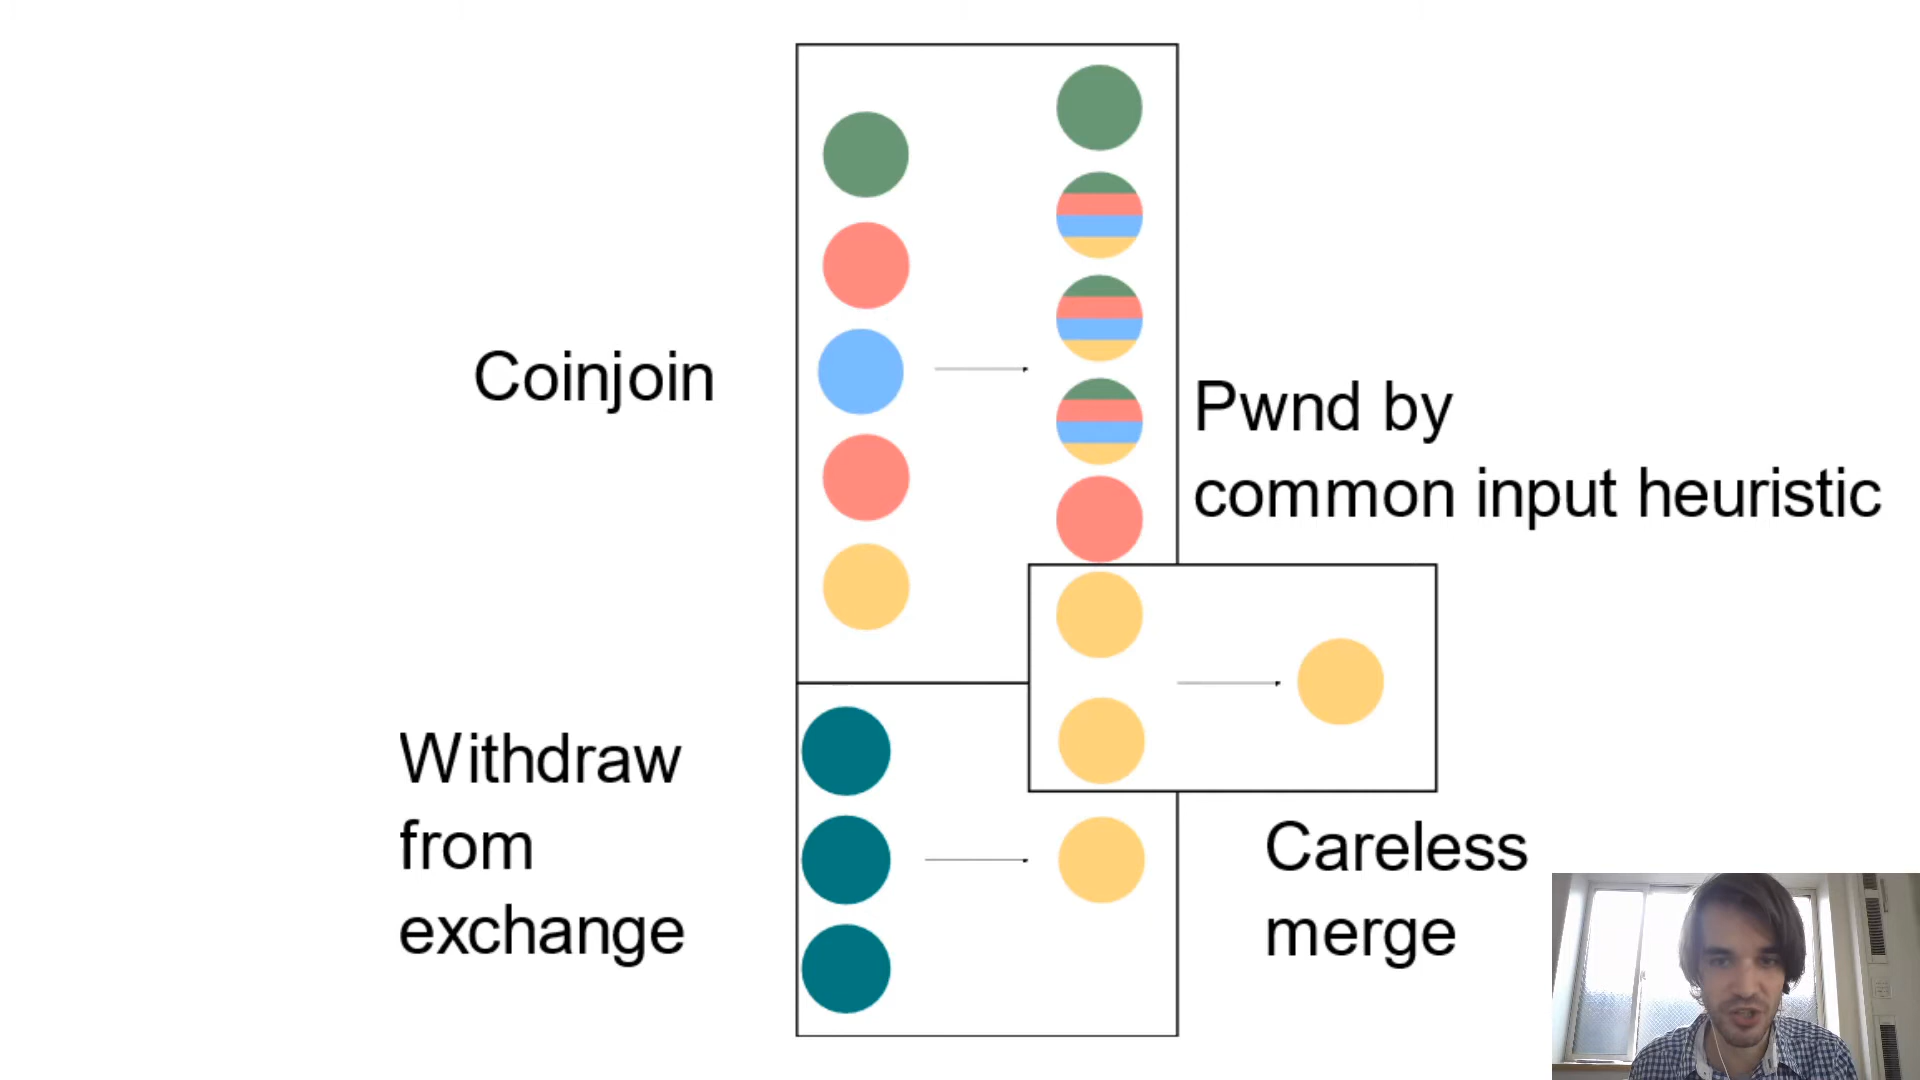 Coinjoin
Pwnd by
common input heuristic
Withdraw
from
exchange
Careless
merge